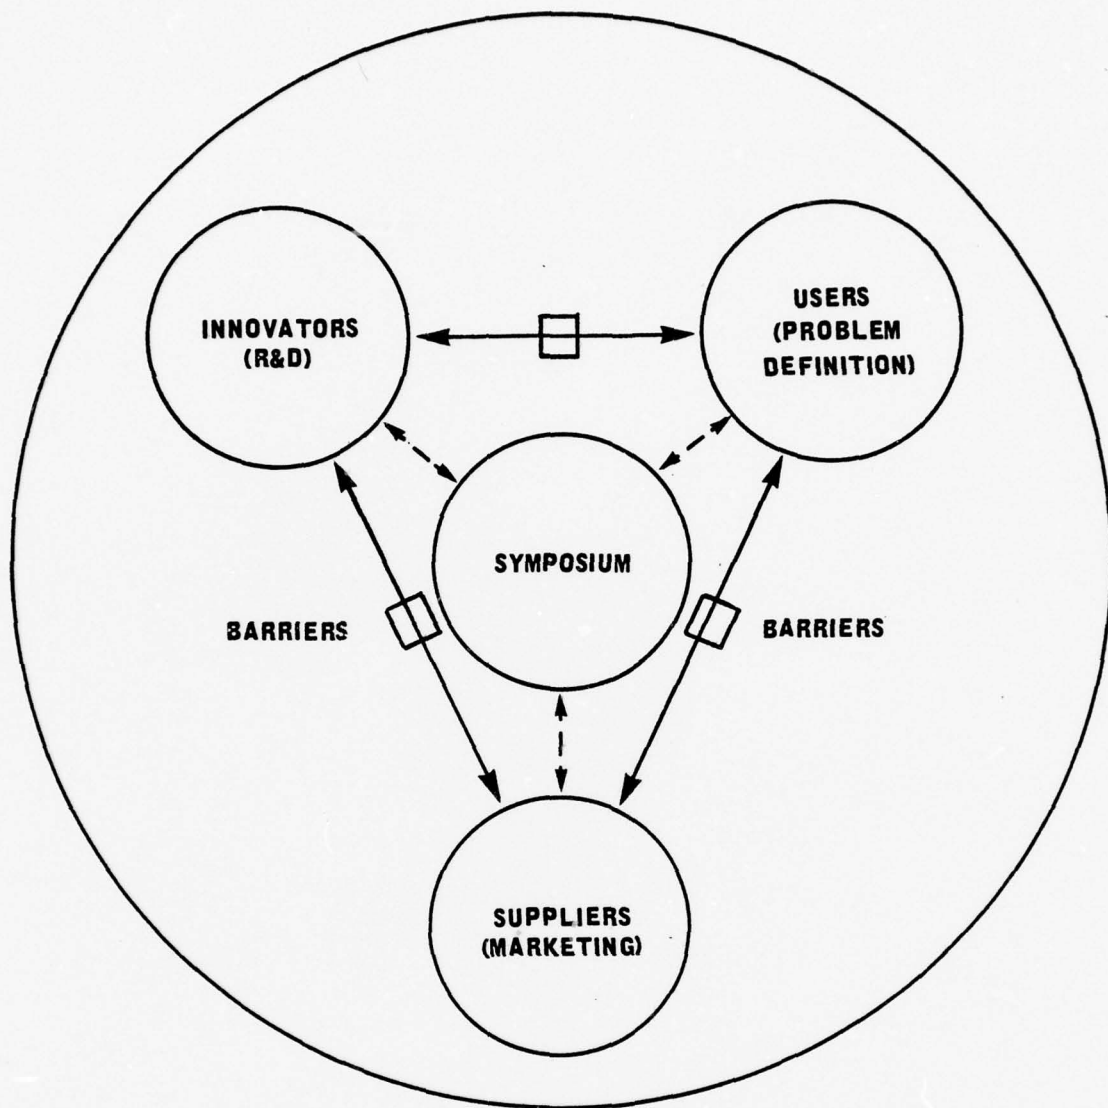 INNOVATORS
(R&D)
USERS
(PROBLEM
DEFINITION)
SYMPOSIUM
BARRIERS
BARRIERS
SUPPLIERS
(MARKETING)